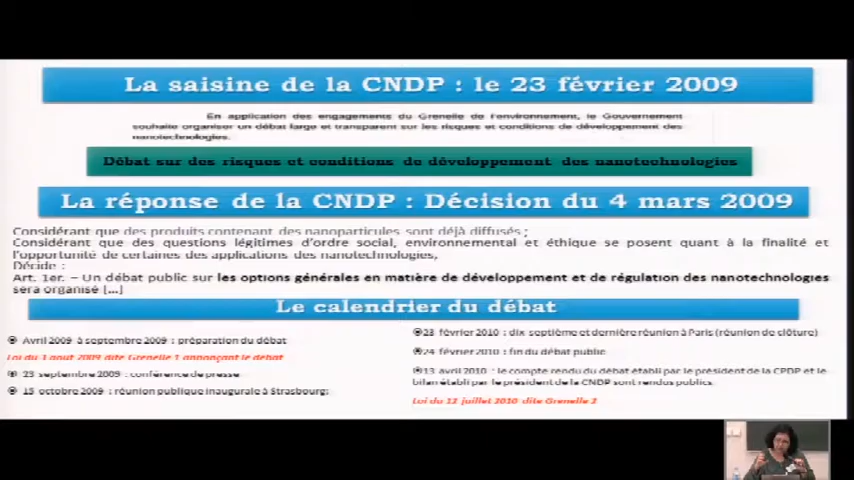 La saisine de la CNDP : le 23 février 2009
En application des engagements du Grenelle de l'environnement, le Gouvernement
souhaite organiser un débat large et transparent sur les risques et conditions de développement des
nanotechnologies.
Débat sur des risques et conditions de développement des nanotechnologies
La réponse de la CNDP : Décision du 4 mars 2009
Considérant que des produits contenant des nanoparticules sont déjà diffusés ;
Considérant que des questions légitimes d'ordre social, environnemental et éthique se posent quant à la finalité et
l'opportunité de certaines des applications des nanotechnologies,
Décide :
Art. 1er. – Un débat public sur les options générales en matière de développement et de régulation des nanotechnologies
sera organisé [...]
Le calendrier du débat
Avril 2009 à septembre 2009 : préparation du débat
Loi du 3 aout 2009 dite Grenelle 1 annonçant le débat
23 septembre 2009 : conférence de presse
15 octobre 2009 : réunion publique inaugurale à Strasbourg;
23 février 2010 : dix-septième et dernière réunion à Paris (réunion de clôture)
24 février 2010 : fin du débat public
13 avril 2010 : le compte rendu du débat établi par le président de la CPDP et le
bilan établi par le président de la CNDP sont rendus publics.
Loi du 12 juillet 2010 dite Grenelle 2